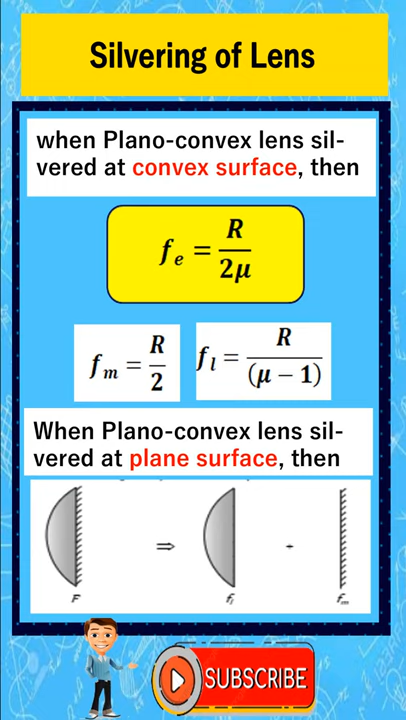 Silvering of Lens
when Plano-convex lens sil-
vered at convex surface, then
fₑ = R / 2μ
fₘ = R / 2
fₗ = R / (μ − 1)
When Plano-convex lens sil-
vered at plane surface, then
⇒ +
F fₗ fₘ
SUBSCRIBE